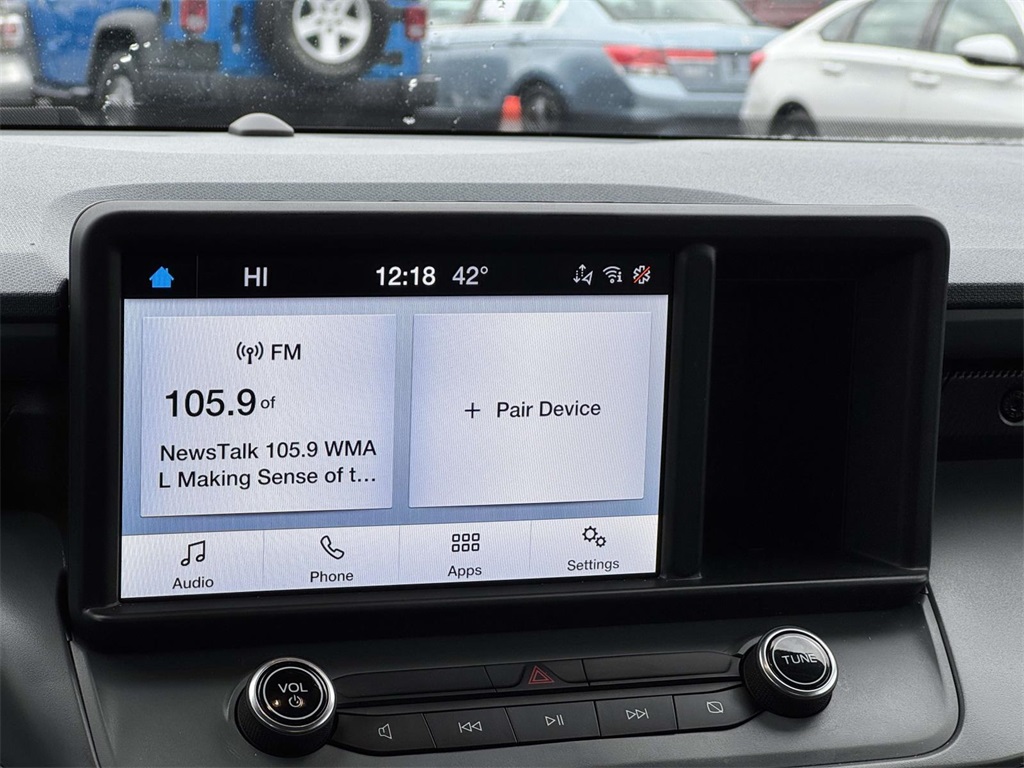 HI 12:18 42°
FM
105.9 of
NewsTalk 105.9 WMA
L Making Sense of t...
+ Pair Device
Audio Phone Apps Settings
VOL
TUNE